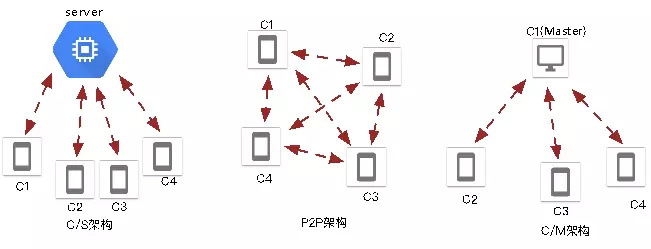 server
C1
C2
C3
C4
C/S架构
C1
C2
C3
C4
P2P架构
C1(Master)
C2
C3
C4
C/M架构